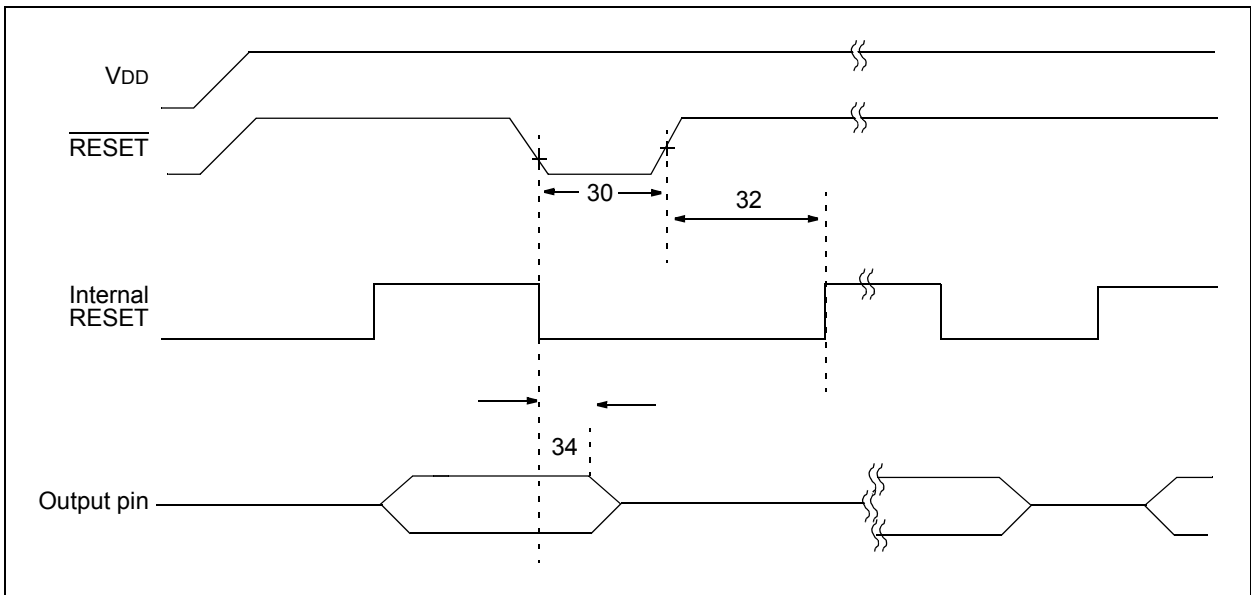 VDD
RESET
30
32
Internal
RESET
34
Output pin